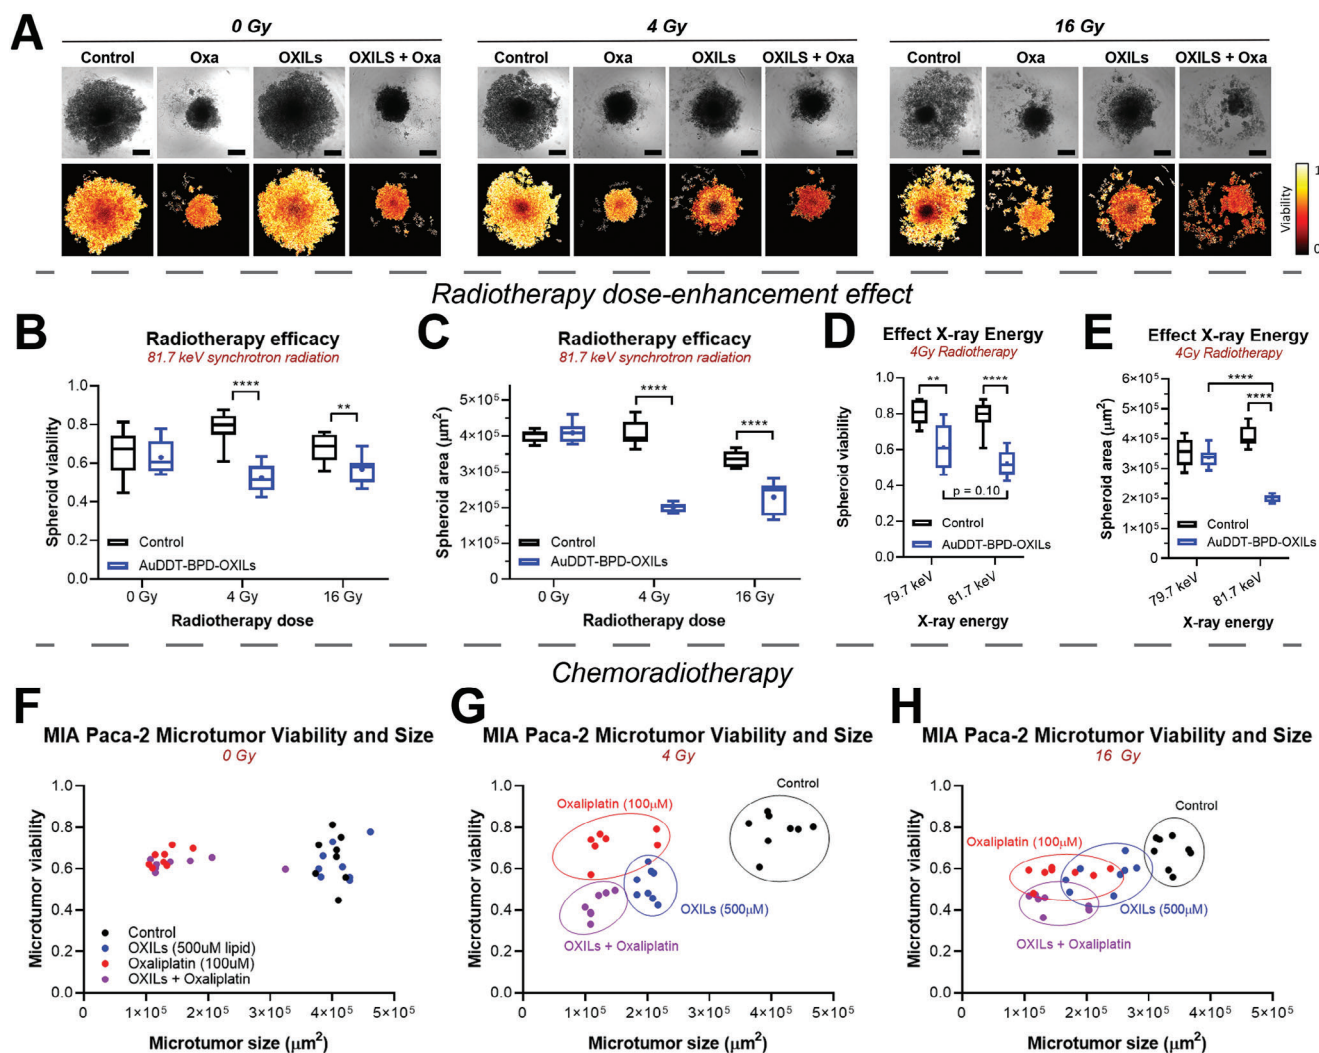 A
0 Gy
4 Gy
16 Gy
Control Oxa OXILs OXILS + Oxa
Control Oxa OXILs OXILS + Oxa
Control Oxa OXILs OXILS + Oxa
1
Viability
0
Radiotherapy dose-enhancement effect
B
Radiotherapy efficacy
81.7 keV synchrotron radiation
Spheroid viability
1.0
0.8
0.6
0.4
0.2
0.0
****
**
Control
AuDDT-BPD-OXILs
0 Gy 4 Gy 16 Gy
Radiotherapy dose
C
Radiotherapy efficacy
81.7 keV synchrotron radiation
Spheroid area (μm²)
5×10⁵
4×10⁵
3×10⁵
2×10⁵
1×10⁵
0
****
****
Control
AuDDT-BPD-OXILs
0 Gy 4 Gy 16 Gy
Radiotherapy dose
D
Effect X-ray Energy
4Gy Radiotherapy
Spheroid viability
1.0
0.8
0.6
0.4
0.2
0.0
** ****
p = 0.10
Control
AuDDT-BPD-OXILs
79.7 keV 81.7 keV
X-ray energy
E
Effect X-ray Energy
4Gy Radiotherapy
Spheroid area (μm²)
6×10⁵
5×10⁵
4×10⁵
3×10⁵
2×10⁵
1×10⁵
0
****
****
Control
AuDDT-BPD-OXILs
79.7 keV 81.7 keV
X-ray energy
Chemoradiotherapy
F
MIA Paca-2 Microtumor Viability and Size
0 Gy
Microtumor viability
1.0
0.8
0.6
0.4
0.2
0.0
Control
OXILs (500uM lipid)
Oxaliplatin (100uM)
OXILs + Oxaliplatin
0 1×10⁵ 2×10⁵ 3×10⁵ 4×10⁵ 5×10⁵
Microtumor size (μm²)
G
MIA Paca-2 Microtumor Viability and Size
4 Gy
Microtumor viability
1.0
0.8
0.6
0.4
0.2
0.0
Control
Oxaliplatin (100μM)
OXILs (500μM)
OXILs + Oxaliplatin
0 1×10⁵ 2×10⁵ 3×10⁵ 4×10⁵ 5×10⁵
Microtumor size (μm²)
H
MIA Paca-2 Microtumor Viability and Size
16 Gy
Microtumor viability
1.0
0.8
0.6
0.4
0.2
0.0
Control
Oxaliplatin (100μM)
OXILs (500μM)
OXILs + Oxaliplatin
0 1×10⁵ 2×10⁵ 3×10⁵ 4×10⁵ 5×10⁵
Microtumor size (μm²)